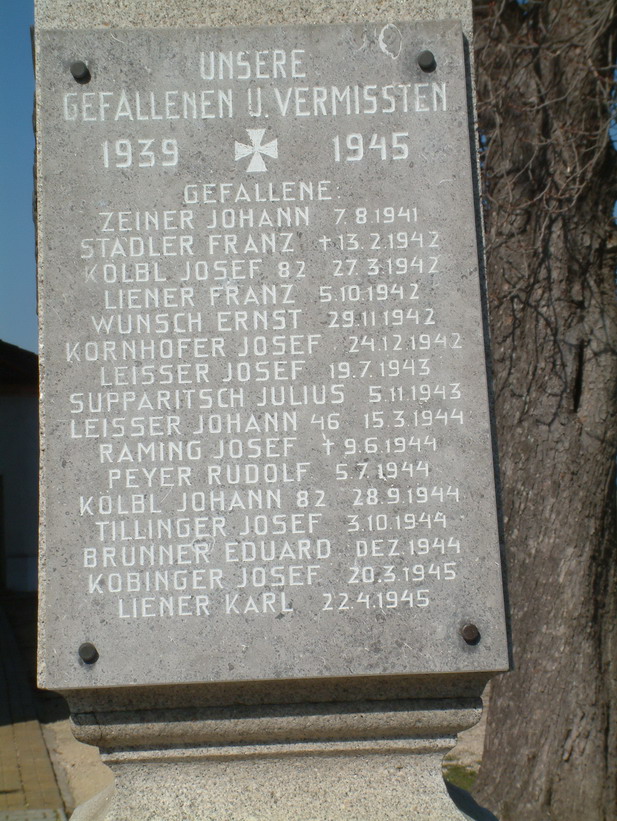 UNSERE
GEFALLENEN U. VERMISSTEN
1939 1945
GEFALLENE:
ZEINER JOHANN 7.8.1941
STADLER FRANZ +13.2.1942
KÖLBL JOSEF 82 27.3.1942
LIENER FRANZ 5.10.1942
WUNSCH ERNST 29.11.1942
KORNHOFER JOSEF 24.12.1942
LEISSER JOSEF 19.7.1943
SUPPARITSCH JULIUS 5.11.1943
LEISSER JOHANN 46 15.3.1944
RAMING JOSEF +9.6.1944
PEYER RUDOLF 5.7.1944
KÖLBL JOHANN 82 28.9.1944
TILLINGER JOSEF 3.10.1944
BRUNNER EDUARD DEZ.1944
KOBINGER JOSEF 20.3.1945
LIENER KARL 22.4.1945